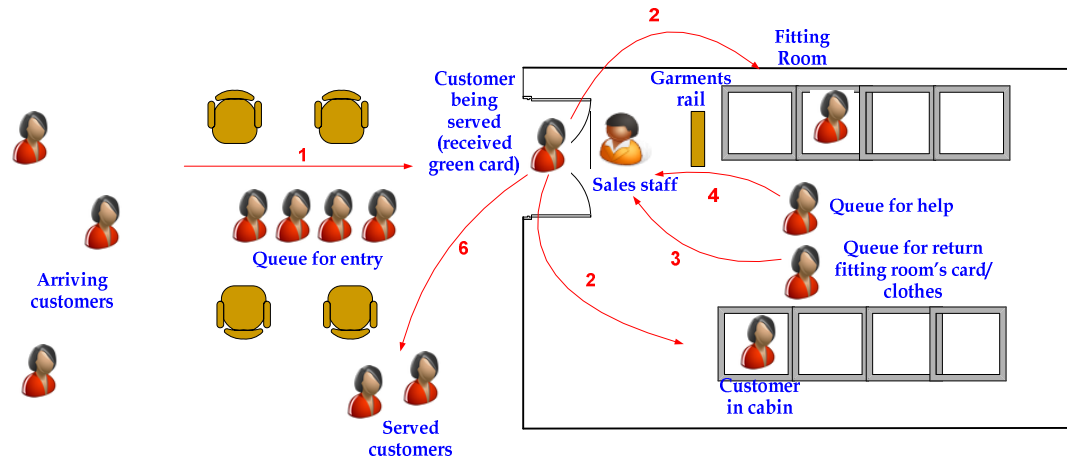 2
Fitting
Room
Customer
being
served
(received
green card)
Garments
rail
1
Sales staff
4
Queue for help
Queue for entry
6
3
Queue for return
fitting room's card/
clothes
2
Arriving
customers
Customer
in cabin
Served
customers